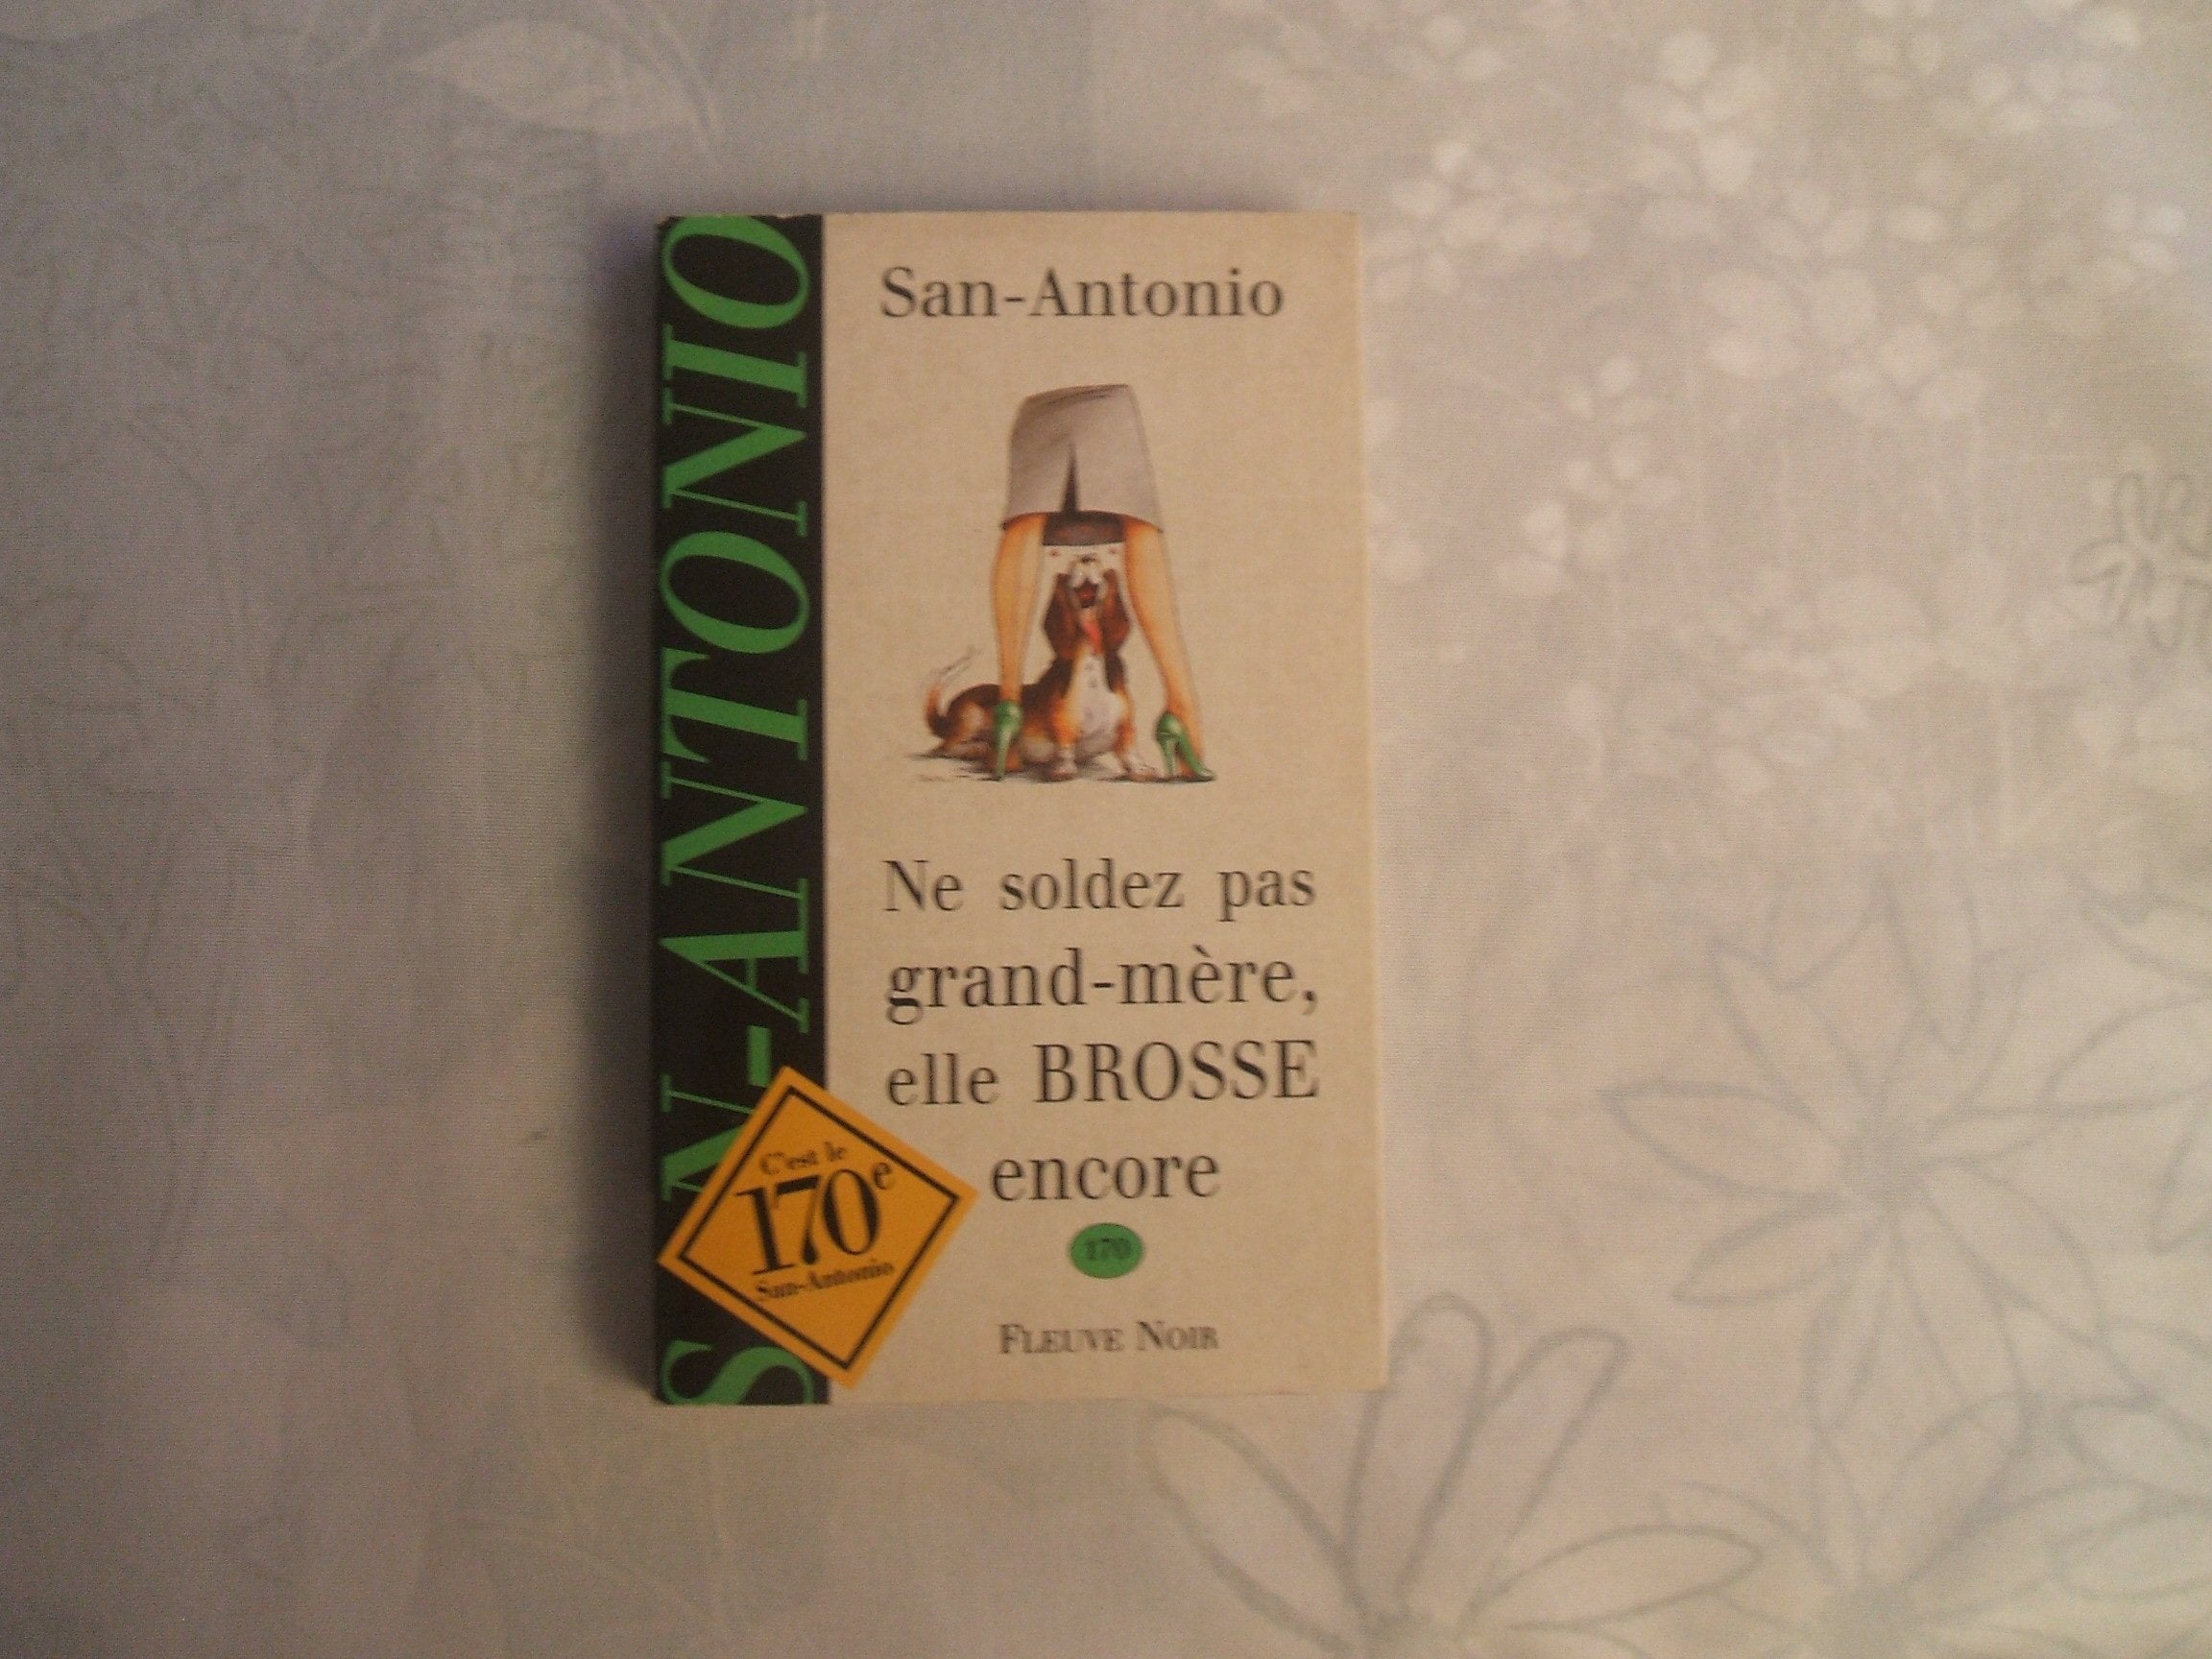 SAN-ANTONIO
San-Antonio
Ne soldez pas
grand-mère,
elle BROSSE
encore
170
FLEUVE NOIR
C'est le
170e
San-Antonio